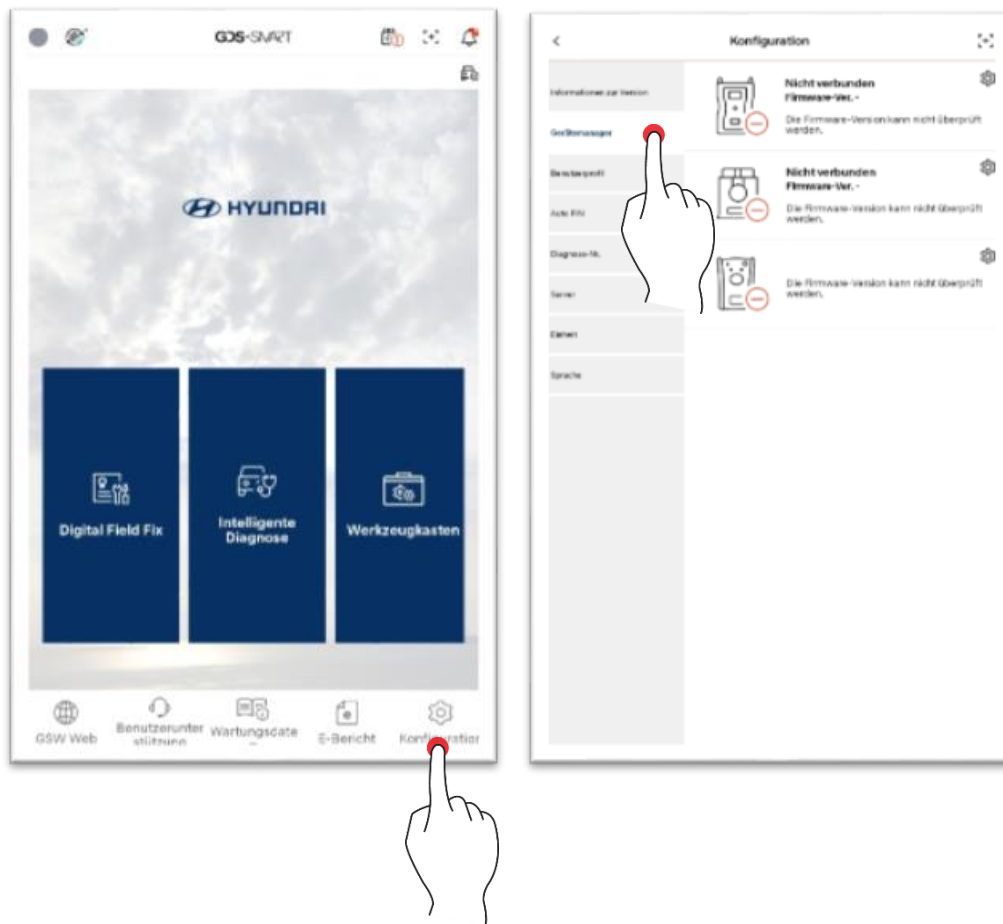 GDS-SMART
HYUNDAI
Digital Field Fix
Intelligente
Diagnose
Werkzeugkasten
GSW Web
Benutzerunter
stützung
Wartungsdate
E-Bericht
Konfiguration
Konfiguration
Informationen zur Version
Gerätemanager
Benutzerprofil
Auto PIN
Diagnose-Nr.
Server
Einheit
Sprache
Nicht verbunden
Firmware-Ver. -
Die Firmware-Version kann nicht überprüft
werden.
Nicht verbunden
Firmware-Ver. -
Die Firmware-Version kann nicht überprüft
werden.
Die Firmware-Version kann nicht überprüft
werden.